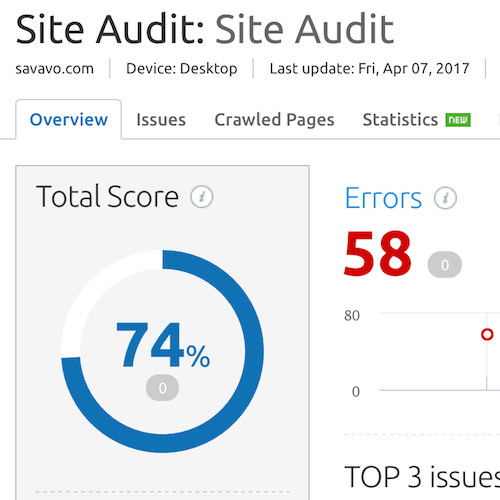 Site Audit: Site Audit
savavo.com Device: Desktop Last update: Fri, Apr 07, 2017
Overview Issues Crawled Pages Statistics NEW!
Total Score i
74%
0
Errors i
58 0
80
0
TOP 3 issues